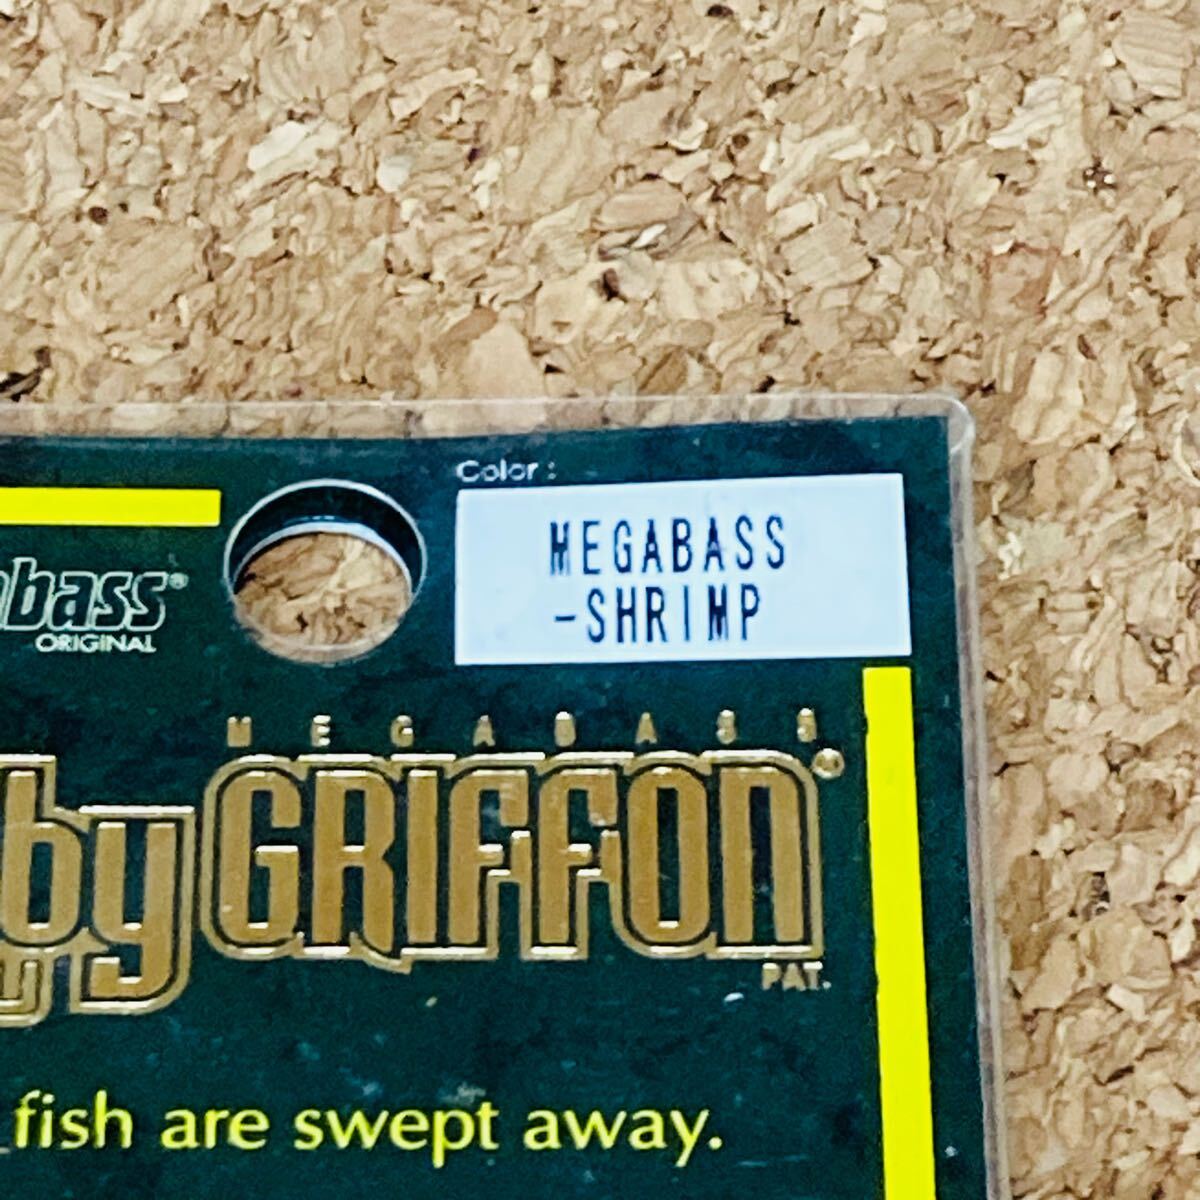 Color :
MEGABASS
-SHRIMP
bass®
ORIGINAL
MEGABASS
by GRIFFON®
PAT.
fish are swept away.